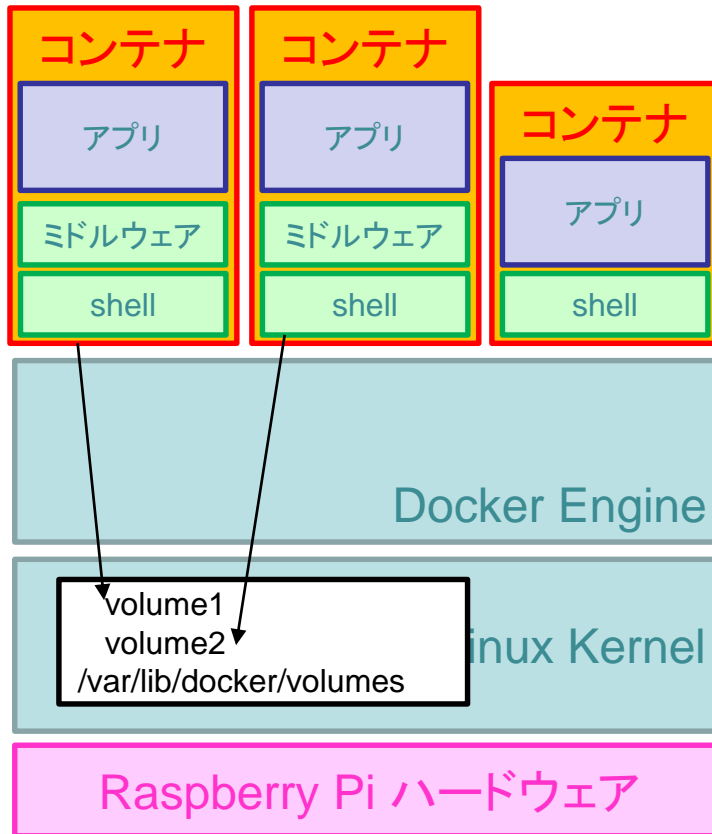 コンテナ
アプリ
ミドルウェア
shell
コンテナ
アプリ
ミドルウェア
shell
コンテナ
アプリ
shell
Docker Engine
volume1
volume2
/var/lib/docker/volumes
inux Kernel
Raspberry Pi ハードウェア